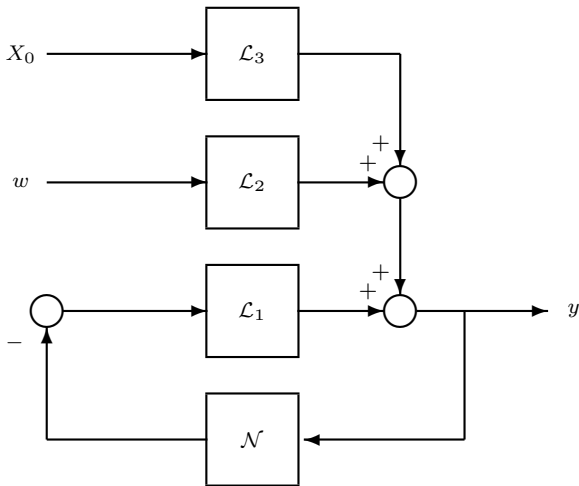 X₀
ℒ₃
+
+
w
ℒ₂
+
+
ℒ₁
y
−
𝒩